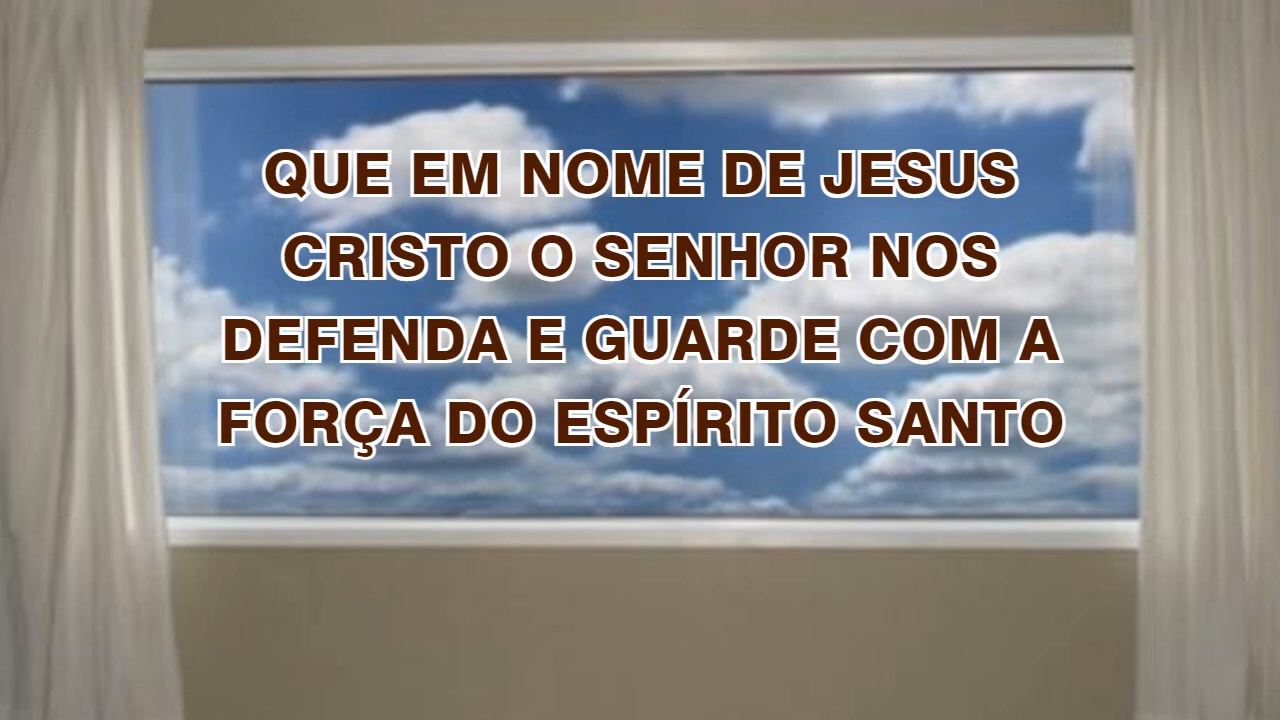 QUE EM NOME DE JESUS
CRISTO O SENHOR NOS
DEFENDA E GUARDE COM A
FORÇA DO ESPÍRITO SANTO